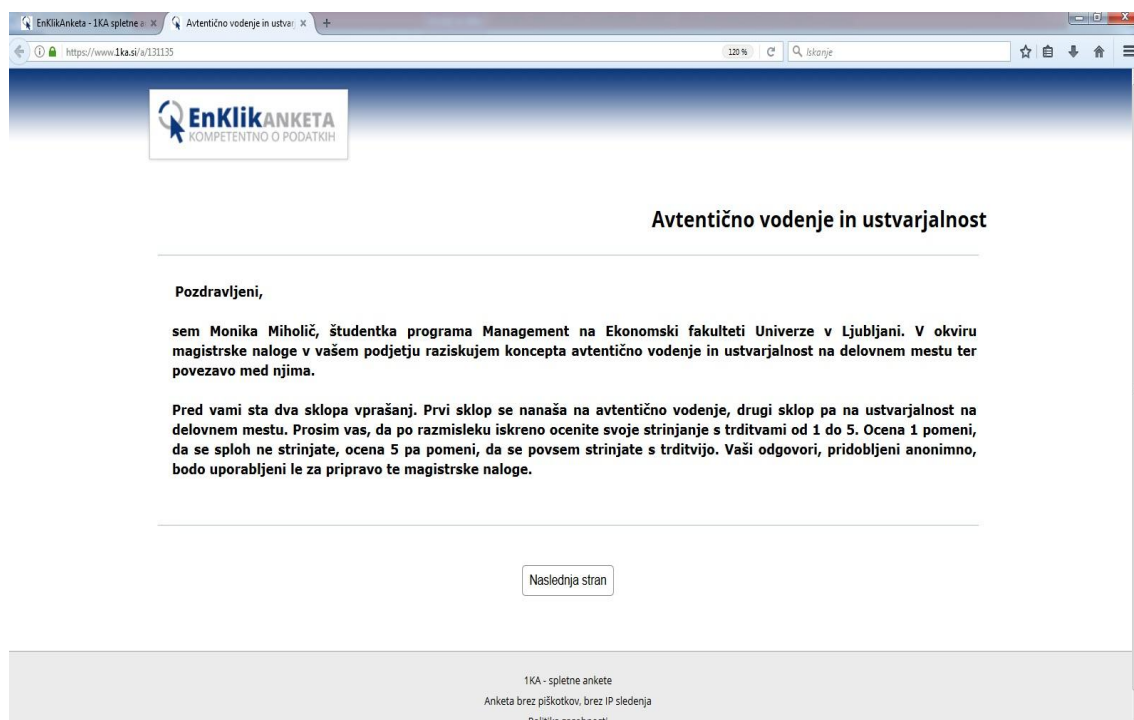 EnKlikAnketa - 1KA spletne a
Avtentično vodenje in ustvar
https://www.1ka.si/a/131135
120 %
Iskanje
EnKlikANKETA
KOMPETENTNO O PODATKIH
Avtentično vodenje in ustvarjalnost
Pozdravljeni,
sem Monika Miholič, študentka programa Management na Ekonomski fakulteti Univerze v Ljubljani. V okviru
magistrske naloge v vašem podjetju raziskujem koncepta avtentično vodenje in ustvarjalnost na delovnem mestu ter
povezavo med njima.
Pred vami sta dva sklopa vprašanj. Prvi sklop se nanaša na avtentično vodenje, drugi sklop pa na ustvarjalnost na
delovnem mestu. Prosim vas, da po razmisleku iskreno ocenite svoje strinjanje s trditvami od 1 do 5. Ocena 1 pomeni,
da se sploh ne strinjate, ocena 5 pa pomeni, da se povsem strinjate s trditvijo. Vaši odgovori, pridobljeni anonimno,
bodo uporabljeni le za pripravo te magistrske naloge.
Naslednja stran
1KA - spletne ankete
Anketa brez piškotkov, brez IP sledenja